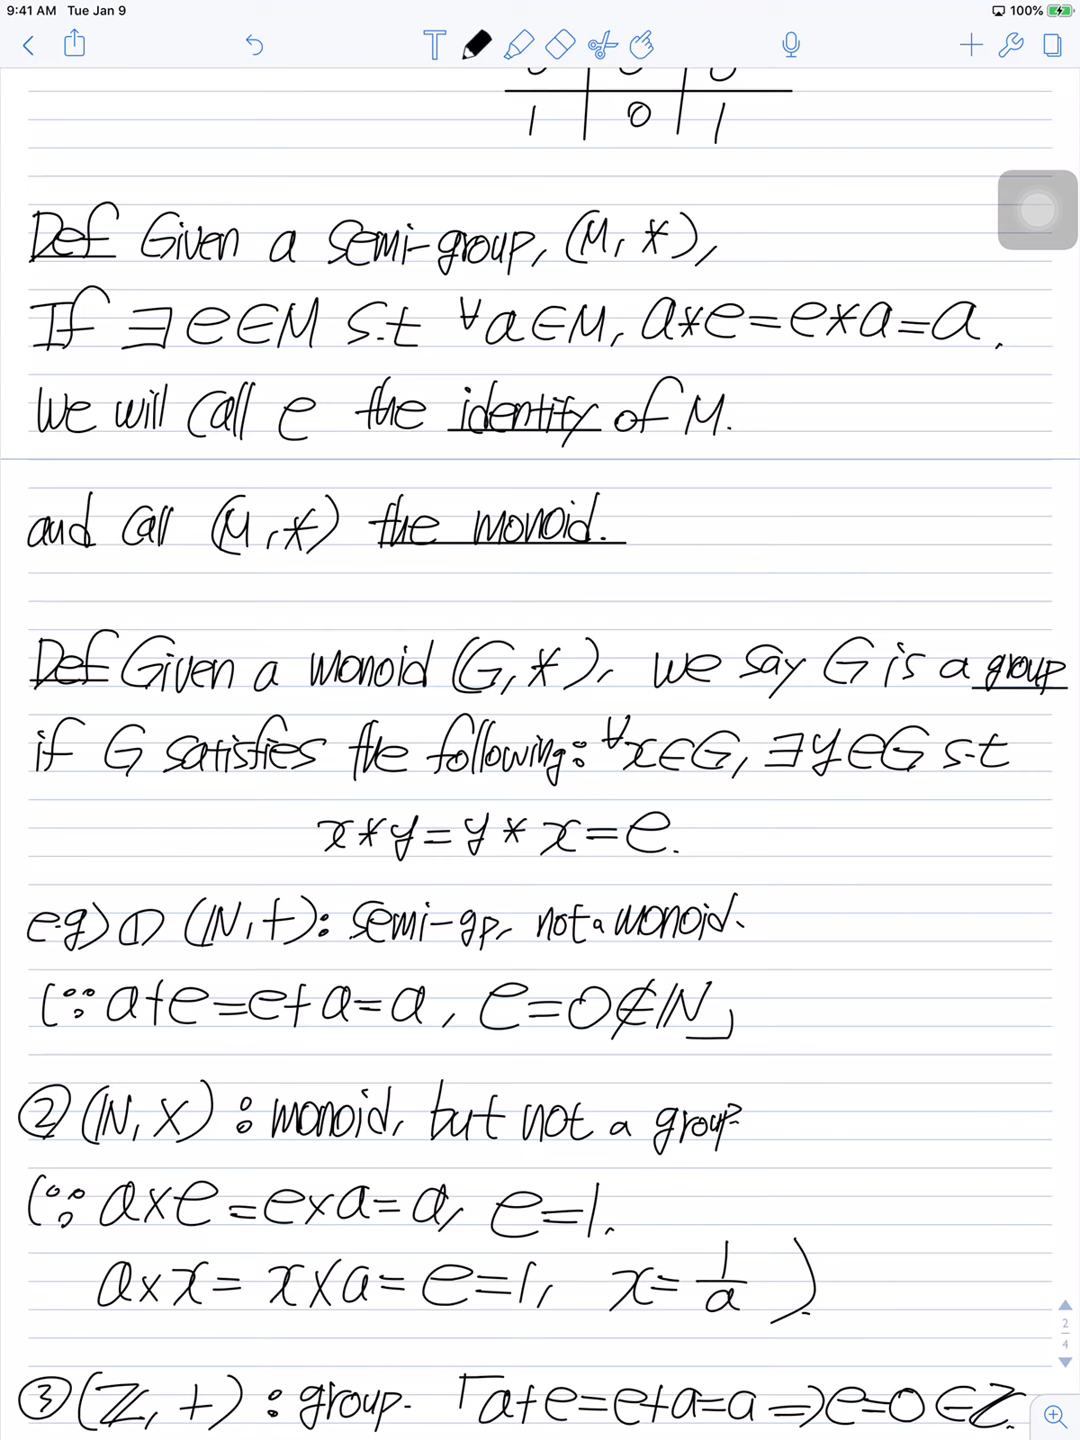 9:41 AM Tue Jan 9
100%
1 0 1
Def Given a semi-group, (M, *),
If ∃e∈M s.t ∀a∈M, a*e=e*a=a.
We will call e the identity of M.
and call (M, *) the monoid.
Def Given a monoid (G, *), we say G is a group
if G satisfies the following: ∀x∈G, ∃y∈G s.t
x*y=y*x=e.
e.g) ① (ℕ, +): semi-gp, not a monoid.
(∵ a+e=e+a=a, e=0∉ℕ」
② (ℕ, ×): monoid, but not a group
(∵ a×e=e×a=a, e=1.
a×x=x×a=e=1, x=1/a )
③ (ℤ, +): group. 「a+e=e+a=a ⇒ e=0∈ℤ.
2
4